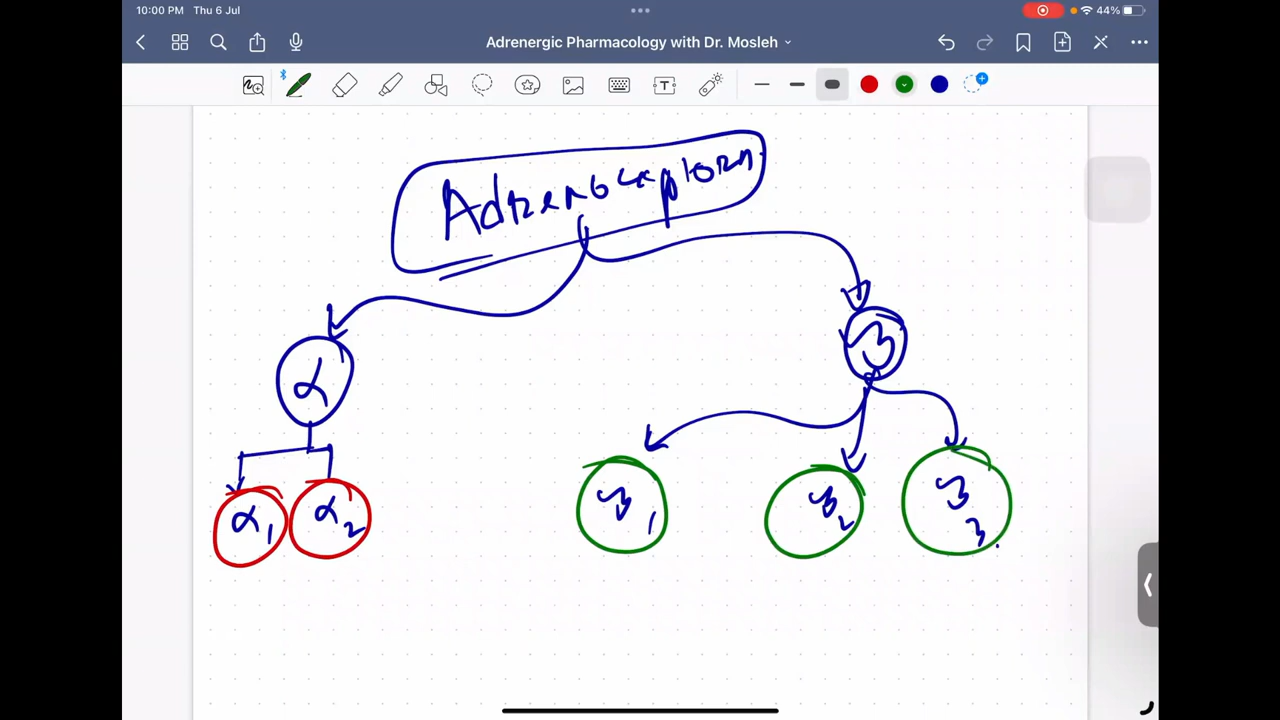 10:00 PM Thu 6 Jul
44%
Adrenergic Pharmacology with Dr. Mosleh
T
Adrenoceptors
α
β
α1
α2
β1
β2
β3